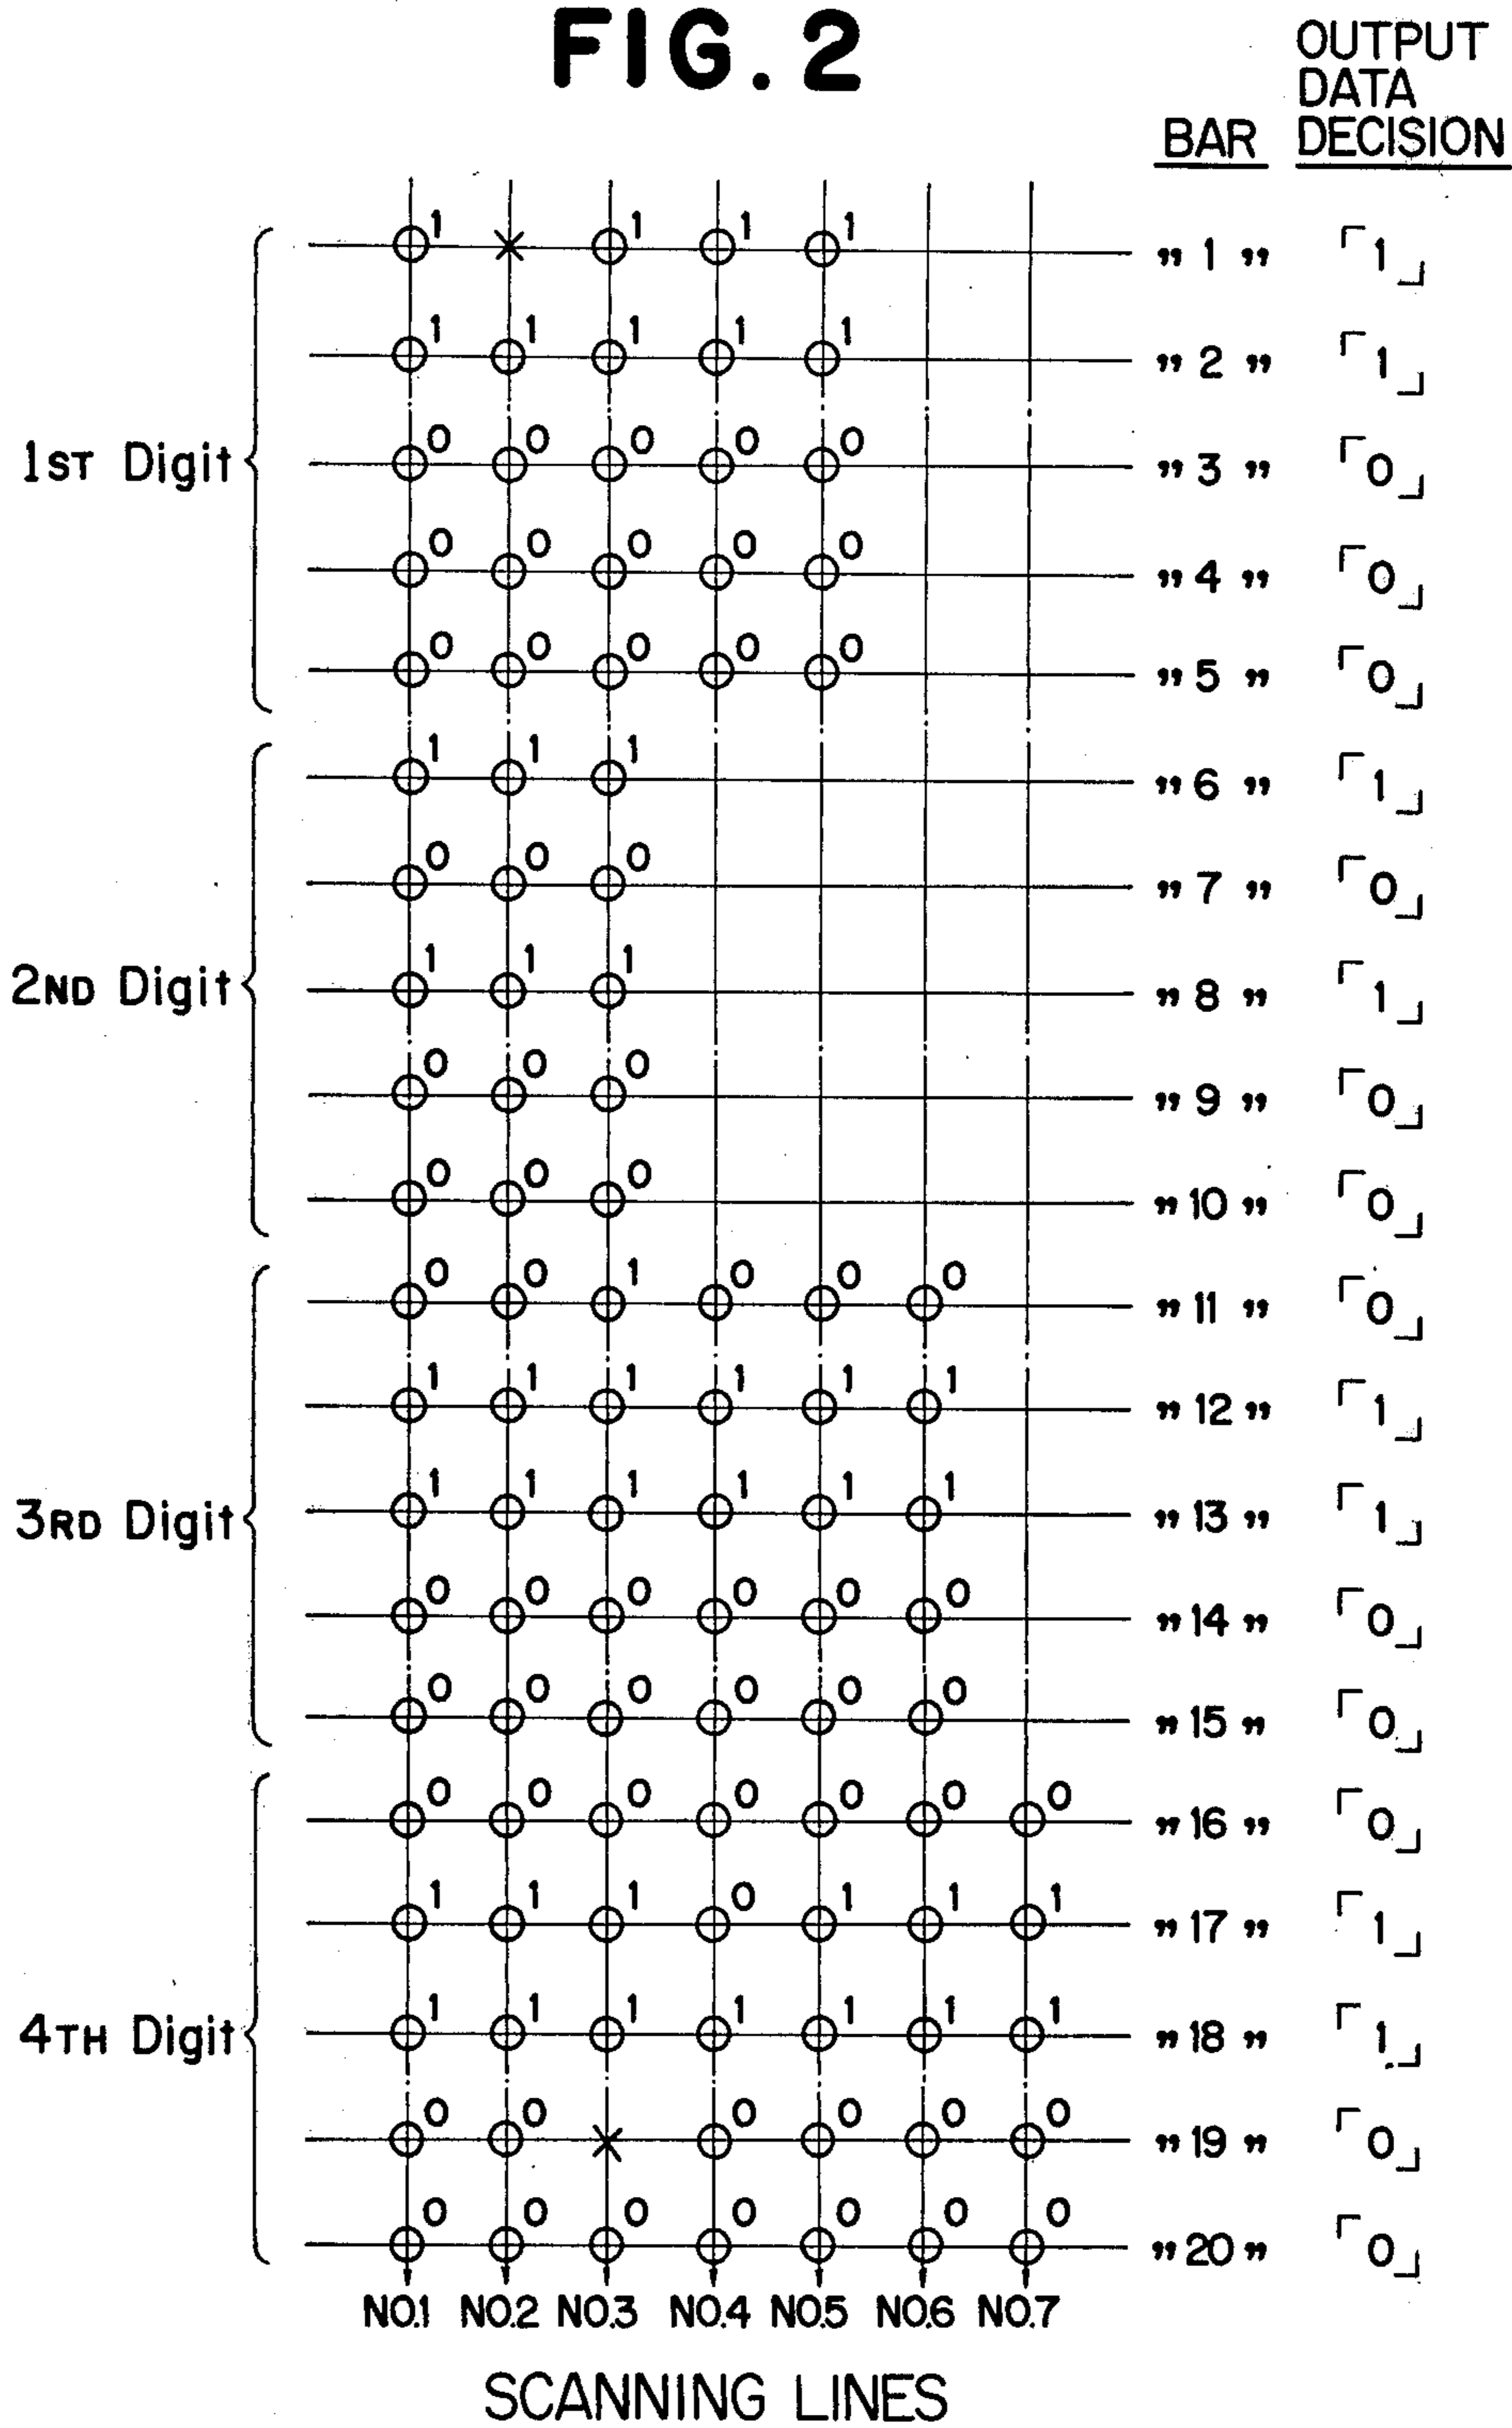 FIG. 2
OUTPUT
DATA
BAR DECISION
1 1 1 1 „ 1 „ 「1」
1 1 1 1 1 „ 2 „ 「1」
1ST Digit 0 0 0 0 0 „ 3 „ 「0」
0 0 0 0 0 „ 4 „ 「0」
0 0 0 0 0 „ 5 „ 「0」
1 1 1 „ 6 „ 「1」
0 0 0 „ 7 „ 「0」
2ND Digit 1 1 1 „ 8 „ 「1」
0 0 0 „ 9 „ 「0」
0 0 0 „ 10 „ 「0」
0 0 1 0 0 0 „ 11 „ 「0」
1 1 1 1 1 1 „ 12 „ 「1」
3RD Digit 1 1 1 1 1 1 „ 13 „ 「1」
0 0 0 0 0 0 „ 14 „ 「0」
0 0 0 0 0 0 „ 15 „ 「0」
0 0 0 0 0 0 0 „ 16 „ 「0」
1 1 1 0 1 1 1 „ 17 „ 「1」
4TH Digit 1 1 1 1 1 1 1 „ 18 „ 「1」
0 0 0 0 0 0 „ 19 „ 「0」
0 0 0 0 0 0 0 „ 20 „ 「0」
NO.1 NO.2 NO.3 NO.4 NO.5 NO.6 NO.7
SCANNING LINES